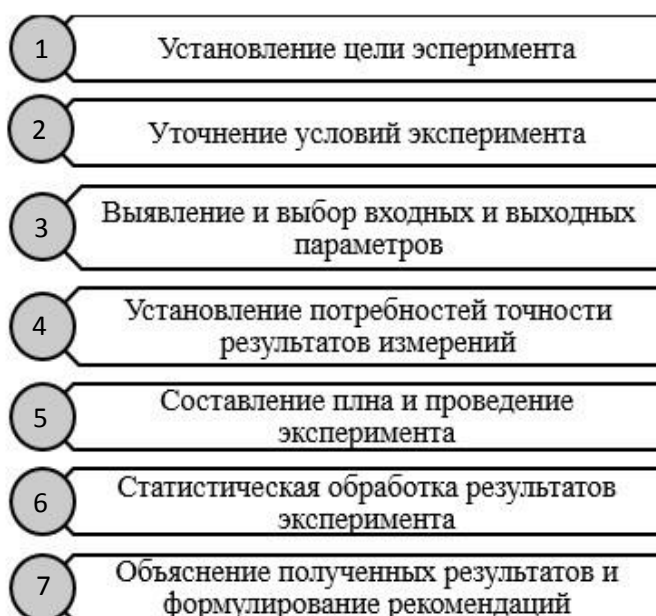 1
Установление цели эсперимента
2
Уточнение условий эксперимента
3
Выявление и выбор входных и выходных
параметров
4
Установление потребностей точности
результатов измерений
5
Составление плна и проведение
эксперимента
6
Статистическая обработка результатов
эксперимента
7
Объяснение полученных результатов и
формулирование рекомендаций